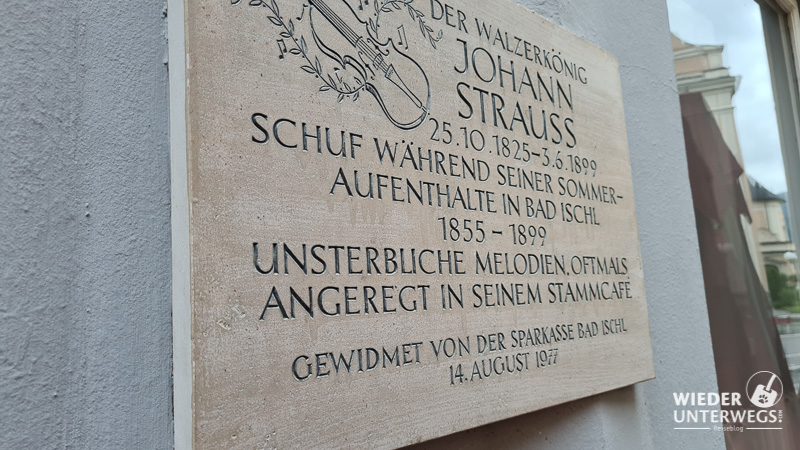 DER WALZERKÖNIG
JOHANN
STRAUSS
25.10.1825-3.6.1899
SCHUF WÄHREND SEINER SOMMER-
AUFENTHALTE IN BAD ISCHL
1855 - 1899
UNSTERBLICHE MELODIEN, OFTMALS
ANGEREGT IN SEINEM STAMMCAFÉ
GEWIDMET VON DER SPARKASSE BAD ISCHL
14. AUGUST 1977
WIEDER
UNTERWEGS.COM
Reiseblog